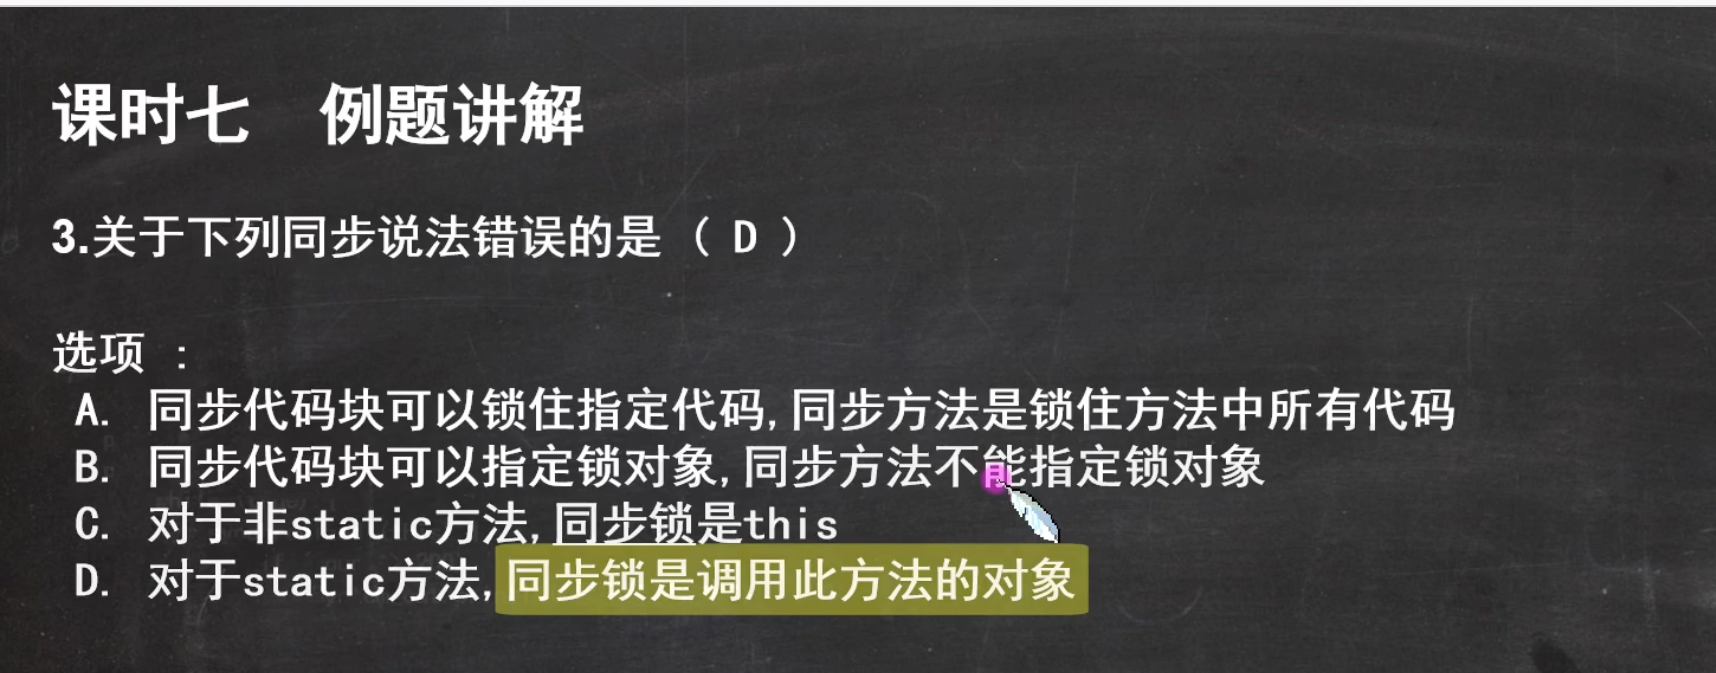 课时七 例题讲解
3.关于下列同步说法错误的是 ( D )
选项 :
A. 同步代码块可以锁住指定代码,同步方法是锁住方法中所有代码
B. 同步代码块可以指定锁对象,同步方法不能指定锁对象
C. 对于非static方法,同步锁是this
D. 对于static方法,同步锁是调用此方法的对象